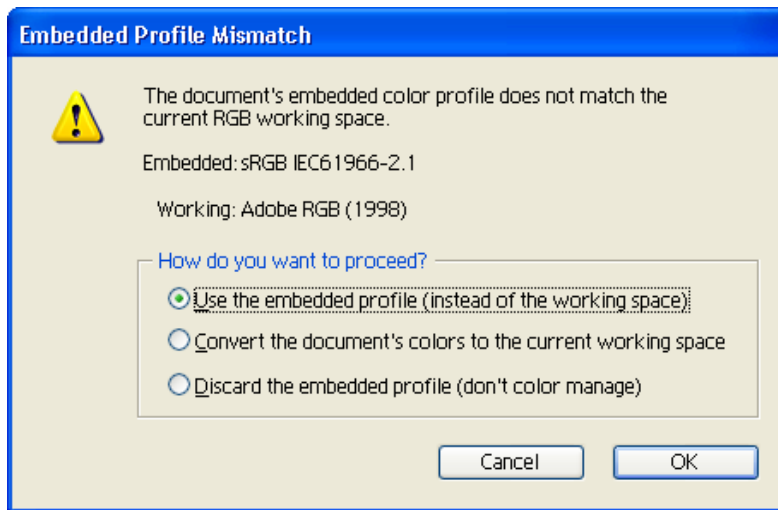 Embedded Profile Mismatch
The document's embedded color profile does not match the
current RGB working space.
Embedded: sRGB IEC61966-2.1
Working: Adobe RGB (1998)
How do you want to proceed?
Use the embedded profile (instead of the working space)
Convert the document's colors to the current working space
Discard the embedded profile (don't color manage)
Cancel
OK